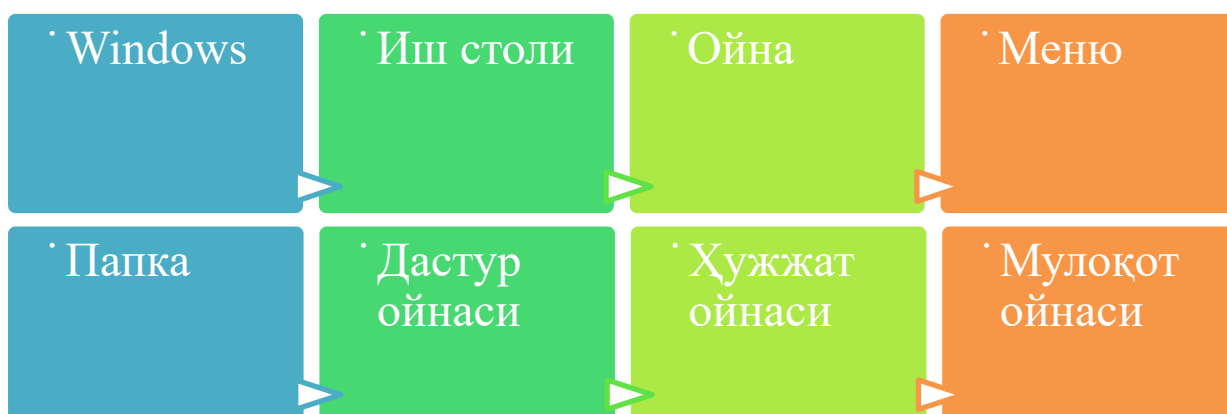 · Windows
· Иш столи
· Ойна
· Меню
· Папка
· Дастур
ойнаси
· Ҳужжат
ойнаси
· Мулоқот
ойнаси